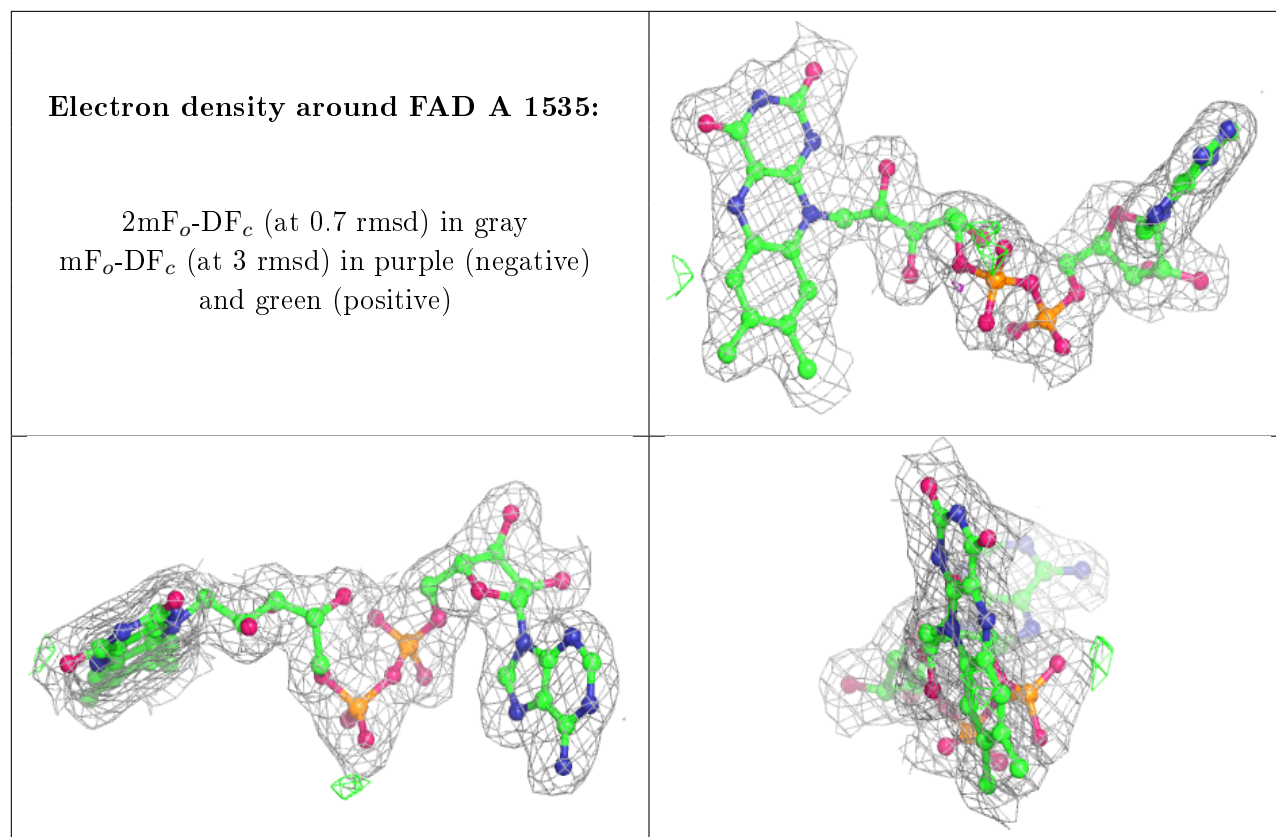 Electron density around FAD A 1535:
2mFo-DFc (at 0.7 rmsd) in gray
mFo-DFc (at 3 rmsd) in purple (negative)
and green (positive)